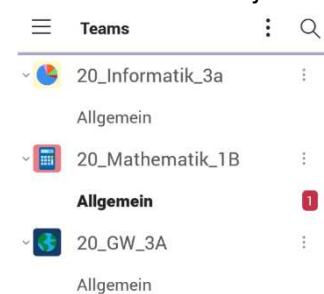 Teams
20_Informatik_3a
Allgemein
20_Mathematik_1B
Allgemein 1
20_GW_3A
Allgemein